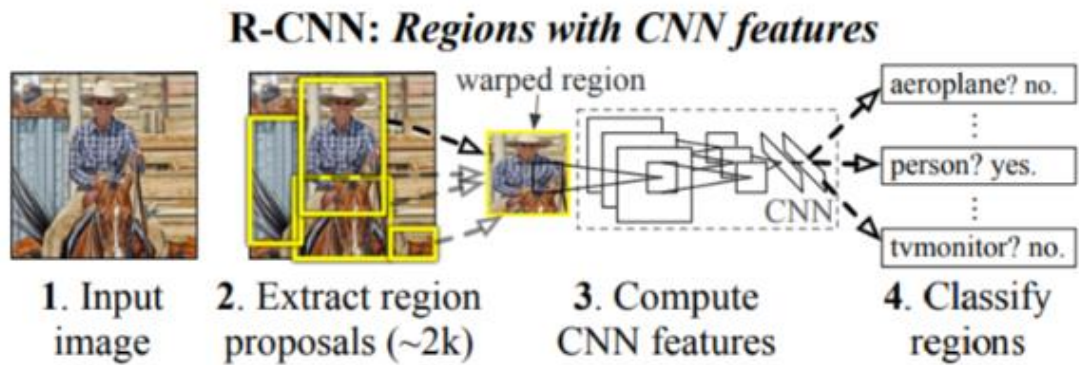 R-CNN: Regions with CNN features
warped region
aeroplane? no.
person? yes.
tvmonitor? no.
CNN
1. Input
image
2. Extract region
proposals (~2k)
3. Compute
CNN features
4. Classify
regions